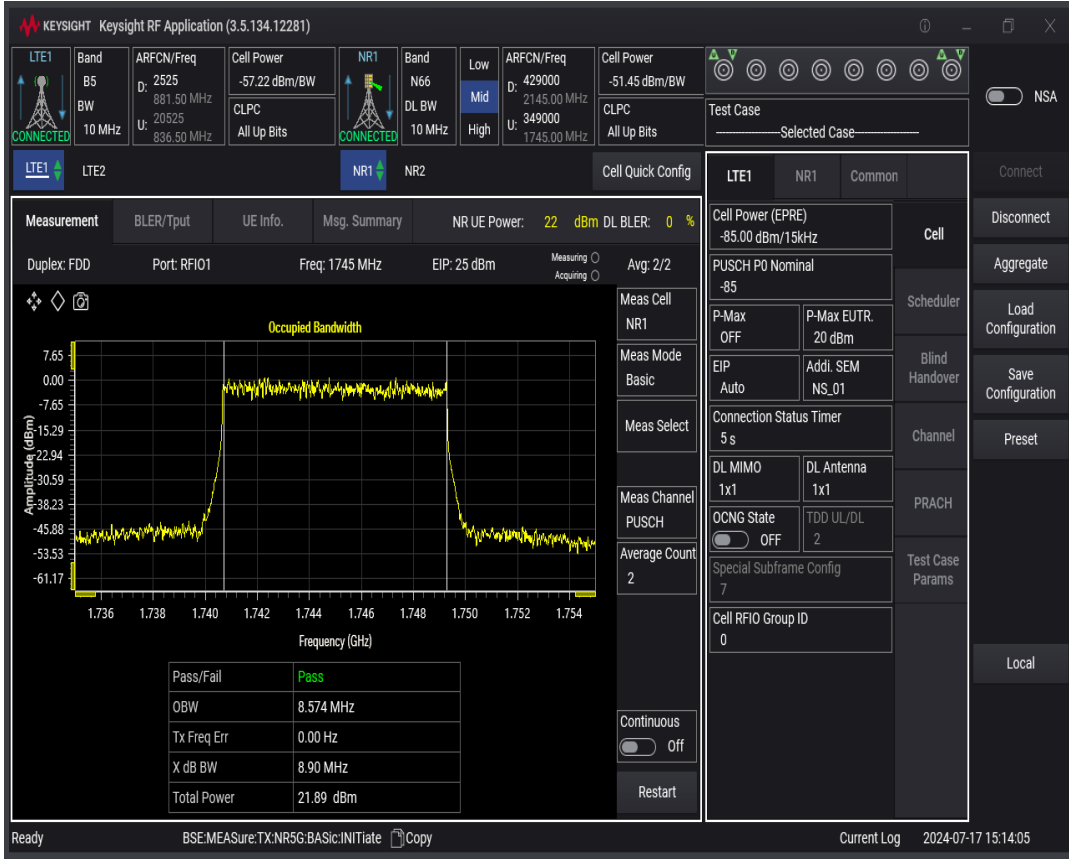 KEYSIGHT Keysight RF Application (3.5.134.12281)
LTE1
CONNECTED
Band
B5
BW
10 MHz
ARFCN/Freq
D: 2525
881.50 MHz
U: 20525
836.50 MHz
Cell Power
-57.22 dBm/BW
CLPC
All Up Bits
NR1
CONNECTED
Band
N66
DL BW
10 MHz
Low
Mid
High
ARFCN/Freq
D: 429000
2145.00 MHz
U: 349000
1745.00 MHz
Cell Power
-51.45 dBm/BW
CLPC
All Up Bits
Test Case
--------------------Selected Case--------------------
NSA
LTE1 LTE2 NR1 NR2 Cell Quick Config
Measurement BLER/Tput UE Info. Msg. Summary NR UE Power: 22 dBm DL BLER: 0 %
Duplex: FDD Port: RFIO1 Freq: 1745 MHz EIP: 25 dBm Measuring Avg: 2/2
Acquiring
Occupied Bandwidth
Amplitude (dBm)
7.65
0.00
-7.65
-15.29
-22.94
-30.59
-38.23
-45.88
-53.53
-61.17
1.736 1.738 1.740 1.742 1.744 1.746 1.748 1.750 1.752 1.754
Frequency (GHz)
Pass/Fail Pass
OBW 8.574 MHz
Tx Freq Err 0.00 Hz
X dB BW 8.90 MHz
Total Power 21.89 dBm
Meas Cell
NR1
Meas Mode
Basic
Meas Select
Meas Channel
PUSCH
Average Count
2
Continuous
Off
Restart
LTE1 NR1 Common
Cell Power (EPRE)
-85.00 dBm/15kHz
PUSCH P0 Nominal
-85
P-Max
OFF
P-Max EUTR.
20 dBm
EIP
Auto
Addi. SEM
NS_01
Connection Status Timer
5 s
DL MIMO
1x1
DL Antenna
1x1
OCNG State
OFF
TDD UL/DL
2
Special Subframe Config
7
Cell RFIO Group ID
0
Cell
Scheduler
Blind
Handover
Channel
PRACH
Test Case
Params
Connect
Disconnect
Aggregate
Load
Configuration
Save
Configuration
Preset
Local
Ready BSE:MEASure:TX:NR5G:BASic:INITiate Copy Current Log 2024-07-17 15:14:05